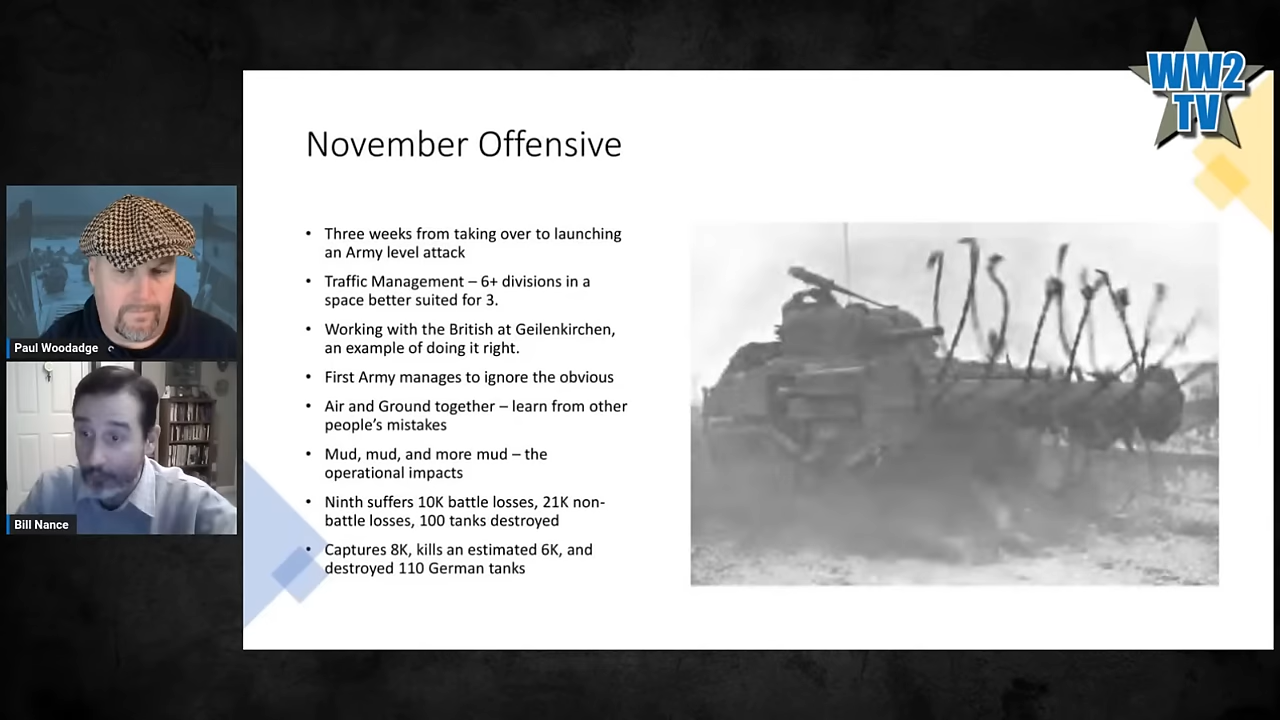 WW2
TV
November Offensive
• Three weeks from taking over to launching
an Army level attack
• Traffic Management – 6+ divisions in a
space better suited for 3.
• Working with the British at Geilenkirchen,
an example of doing it right.
• First Army manages to ignore the obvious
• Air and Ground together – learn from other
people's mistakes
• Mud, mud, and more mud – the
operational impacts
• Ninth suffers 10K battle losses, 21K non-
battle losses, 100 tanks destroyed
• Captures 8K, kills an estimated 6K, and
destroyed 110 German tanks
Paul Woodadge
Bill Nance